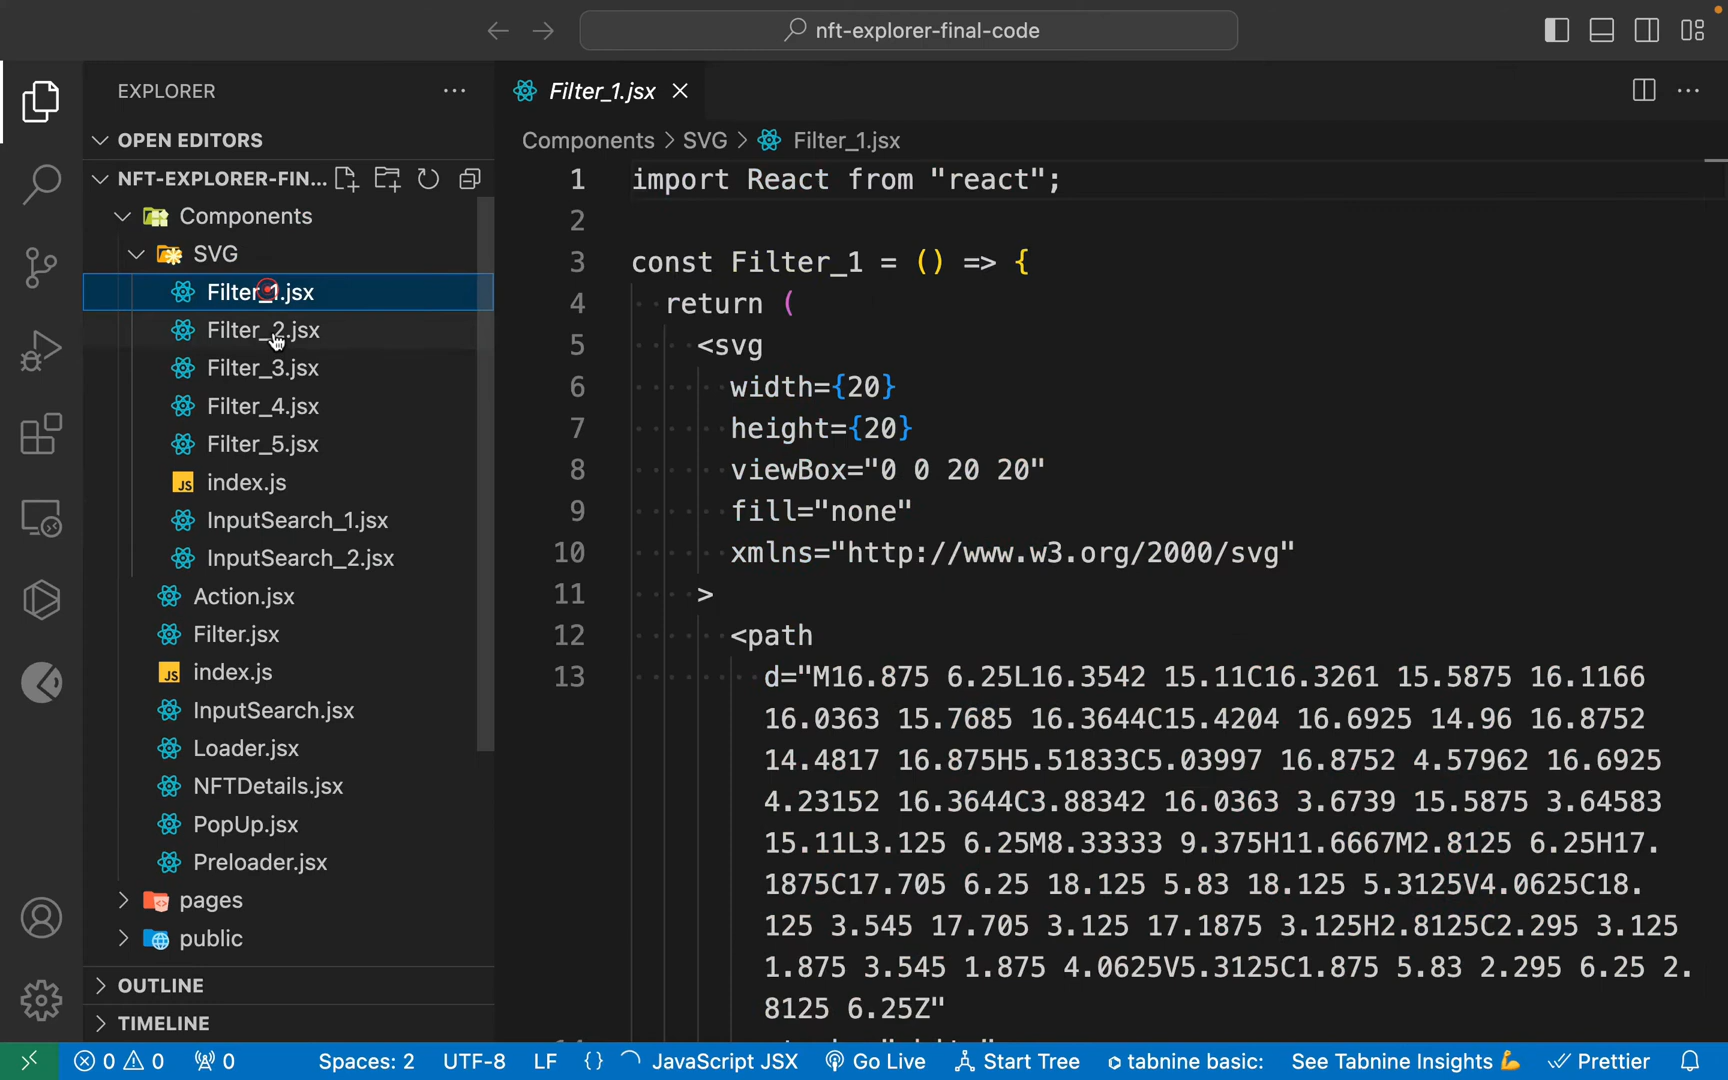 nft-explorer-final-code
EXPLORER
Filter_1.jsx
OPEN EDITORS
Components > SVG > Filter_1.jsx
NFT-EXPLORER-FIN...
Components
SVG
Filter_1.jsx
Filter_2.jsx
Filter_3.jsx
Filter_4.jsx
Filter_5.jsx
JS index.js
InputSearch_1.jsx
InputSearch_2.jsx
Action.jsx
Filter.jsx
JS index.js
InputSearch.jsx
Loader.jsx
NFTDetails.jsx
PopUp.jsx
Preloader.jsx
pages
public
OUTLINE
TIMELINE
1 import React from "react";
2
3 const Filter_1 = () => {
4 return (
5 <svg
6 width={20}
7 height={20}
8 viewBox="0 0 20 20"
9 fill="none"
10 xmlns="http://www.w3.org/2000/svg"
11 >
12 <path
13 d="M16.875 6.25L16.3542 15.11C16.3261 15.5875 16.1166
16.0363 15.7685 16.3644C15.4204 16.6925 14.96 16.8752
14.4817 16.875H5.51833C5.03997 16.8752 4.57962 16.6925
4.23152 16.3644C3.88342 16.0363 3.6739 15.5875 3.64583
15.11L3.125 6.25M8.33333 9.375H11.6667M2.8125 6.25H17.
1875C17.705 6.25 18.125 5.83 18.125 5.3125V4.0625C18.
125 3.545 17.705 3.125 17.1875 3.125H2.8125C2.295 3.125
1.875 3.545 1.875 4.0625V5.3125C1.875 5.83 2.295 6.25 2.
8125 6.25Z"
0 0 0 Spaces: 2 UTF-8 LF {} JavaScript JSX Go Live Start Tree tabnine basic: See Tabnine Insights 💪 Prettier